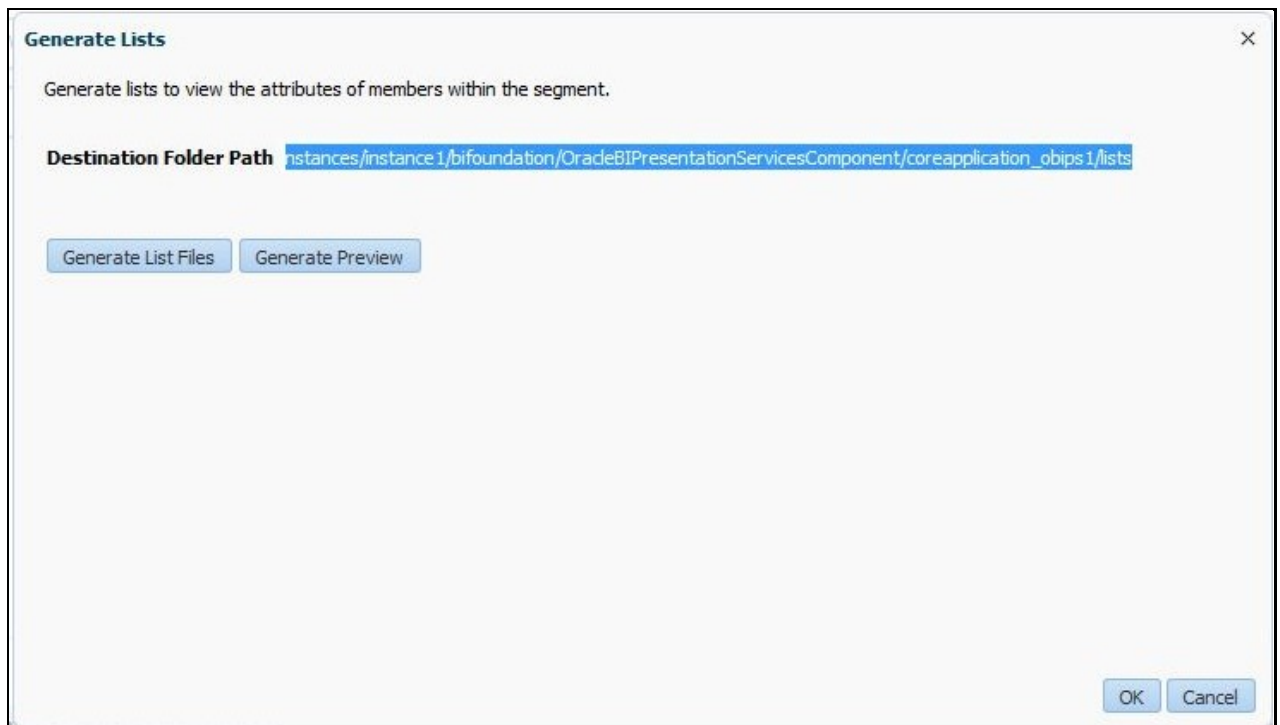 Generate Lists
Generate lists to view the attributes of members within the segment.
Destination Folder Path nstances/instance1/bifoundation/OracleBIPresentationServicesComponent/coreapplication_obips1/lists
Generate List Files Generate Preview
OK Cancel